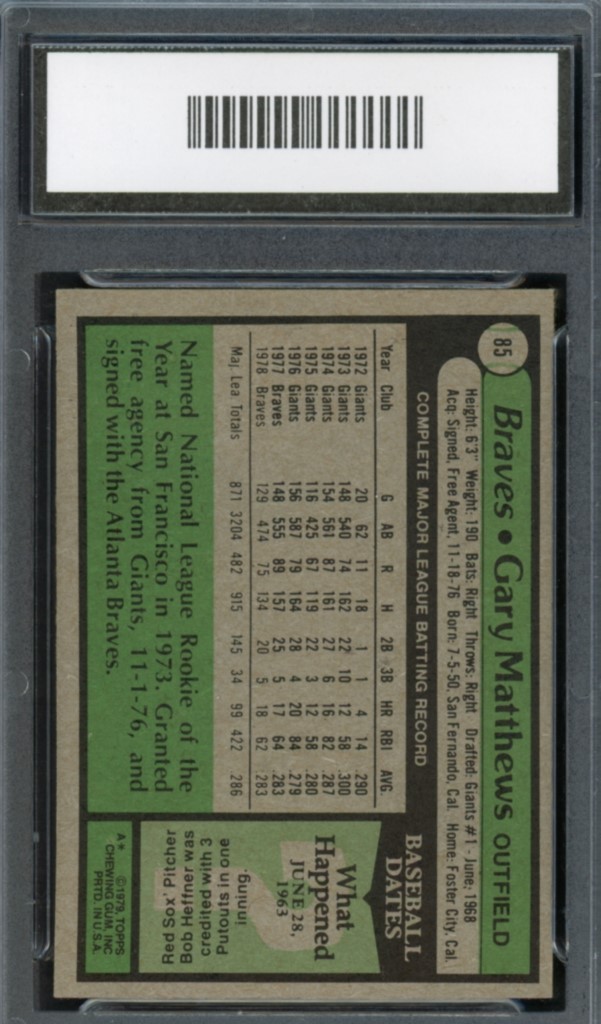 85
Braves • Gary Matthews OUTFIELD
Height: 6'3" Weight: 190 Bats: Right Throws: Right Drafted: Giants #1 - June, 1968
Acq: Signed, Free Agent, 11-18-76 Born: 7-5-50, San Fernando, Cal. Home: Foster City, Cal.
COMPLETE MAJOR LEAGUE BATTING RECORD
Year Club G AB R H 2B 3B HR RBI AVG.
1972 Giants 20 62 11 18 1 1 4 14 .290
1973 Giants 148 540 74 162 22 10 12 58 .300
1974 Giants 154 561 87 161 27 6 16 82 .287
1975 Giants 116 425 67 119 22 3 12 58 .280
1976 Giants 156 587 79 164 28 4 20 84 .279
1977 Braves 148 555 89 157 25 5 17 64 .283
1978 Braves 129 474 75 134 20 5 18 62 .283
Maj. Lea. Totals 871 3204 482 915 145 34 99 422 .286
Named National League Rookie of the
Year at San Francisco in 1973. Granted
free agency from Giants, 11-1-76, and
signed with the Atlanta Braves.
BASEBALL
DATES
What
Happened
JUNE 28,
1963
Red Sox, Pitcher
Bob Heffner was
credited with 3
Putouts in one
inning.
A* ©1979, TOPPS
CHEWING GUM, INC
PRTD. IN U.S.A.